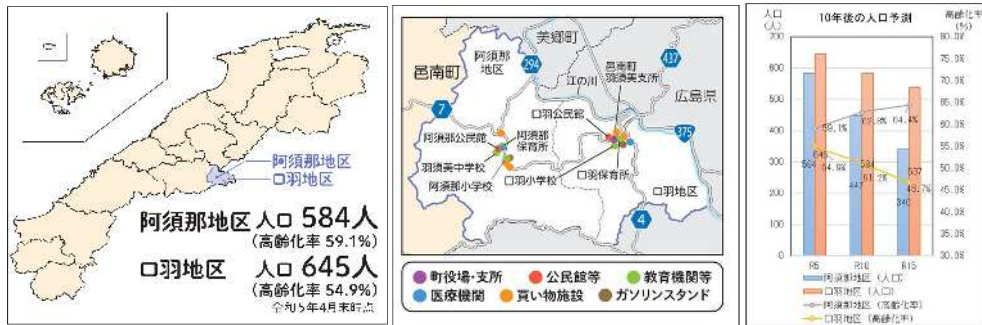 阿須那地区
口羽地区
阿須那地区 人口 584人
(高齢化率 59.1%)
口羽地区 人口 645人
(高齢化率 54.9%)
令和5年4月末時点
美郷町
阿須那
地区
294
437
江の川
邑南町
羽須美支所
邑南町
広島県
7
口羽公民館
375
阿須那公民館
阿須那
保育所
羽須美中学校
阿須那小学校
口羽小学校
口羽保育所
口羽地区
4
町役場・支所
公民館等
教育機関等
医療機関
買い物施設
ガソリンスタンド
人口
(人)
10年後の人口予測
高齢化率
(%)
700
600
500
400
300
200
100
0
80.0%
75.0%
70.0%
65.0%
60.0%
55.0%
50.0%
45.0%
40.0%
35.0%
30.0%
59.1%
62.8%
64.4%
584
645
54.9%
447
584
537
340
R5
R10
R15
阿須那地区(人口)
口羽地区(人口)
阿須那地区(高齢化率)
口羽地区(高齢化率)